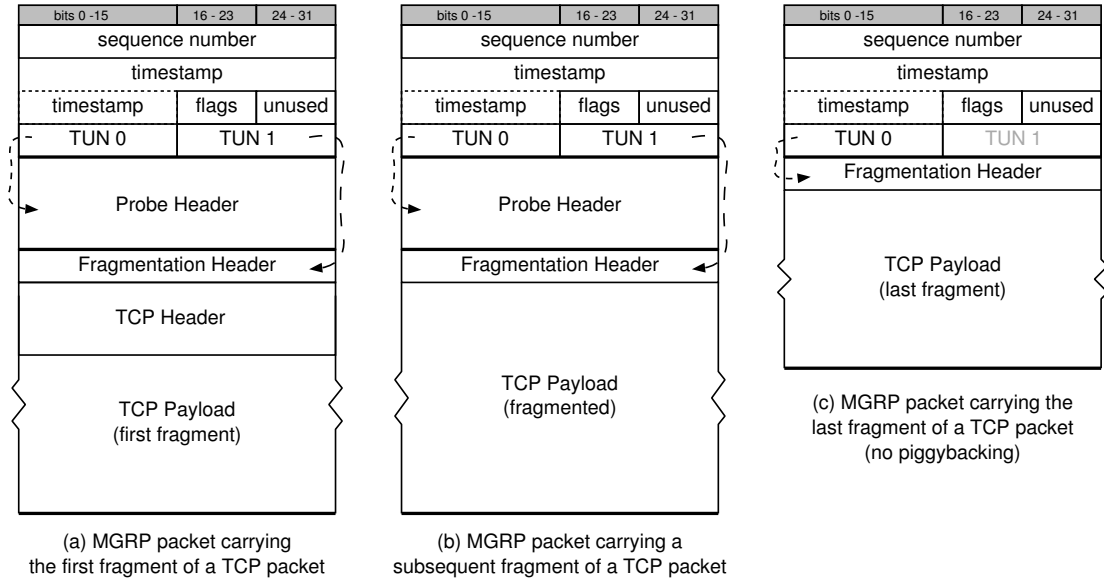 bits 0 -15 16 - 23 24 - 31
sequence number
timestamp
timestamp flags unused
TUN 0 TUN 1
Probe Header
Fragmentation Header
TCP Header
TCP Payload
(first fragment)
(a) MGRP packet carrying
the first fragment of a TCP packet
bits 0 -15 16 - 23 24 - 31
sequence number
timestamp
timestamp flags unused
TUN 0 TUN 1
Probe Header
Fragmentation Header
TCP Payload
(fragmented)
(b) MGRP packet carrying a
subsequent fragment of a TCP packet
bits 0 -15 16 - 23 24 - 31
sequence number
timestamp
timestamp flags unused
TUN 0 TUN 1
Fragmentation Header
TCP Payload
(last fragment)
(c) MGRP packet carrying the
last fragment of a TCP packet
(no piggybacking)